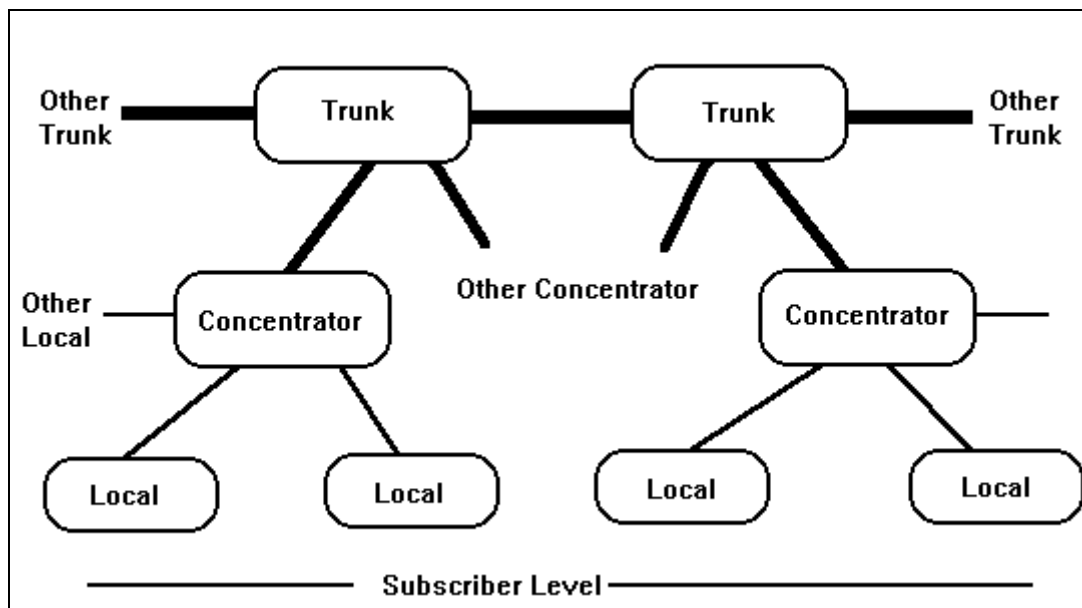 Other
Trunk
Trunk
Trunk
Other
Trunk
Other Concentrator
Other
Local
Concentrator
Concentrator
Local
Local
Local
Local
Subscriber Level